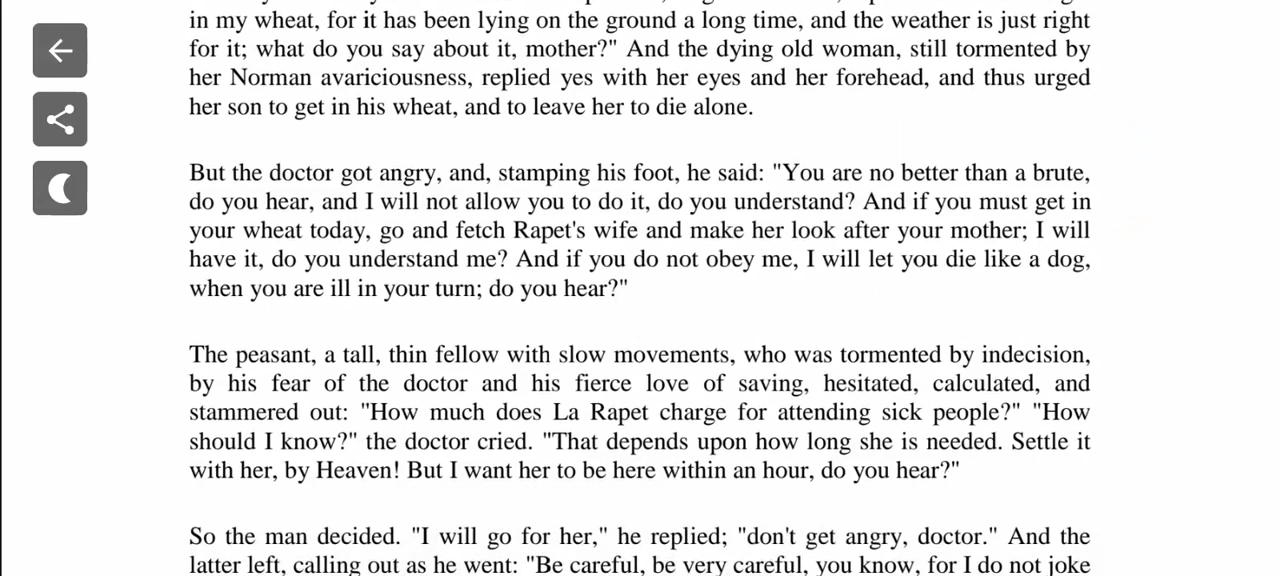 in my wheat, for it has been lying on the ground a long time, and the weather is just right
for it; what do you say about it, mother?" And the dying old woman, still tormented by
her Norman avariciousness, replied yes with her eyes and her forehead, and thus urged
her son to get in his wheat, and to leave her to die alone.
But the doctor got angry, and, stamping his foot, he said: "You are no better than a brute,
do you hear, and I will not allow you to do it, do you understand? And if you must get in
your wheat today, go and fetch Rapet's wife and make her look after your mother; I will
have it, do you understand me? And if you do not obey me, I will let you die like a dog,
when you are ill in your turn; do you hear?"
The peasant, a tall, thin fellow with slow movements, who was tormented by indecision,
by his fear of the doctor and his fierce love of saving, hesitated, calculated, and
stammered out: "How much does La Rapet charge for attending sick people?" "How
should I know?" the doctor cried. "That depends upon how long she is needed. Settle it
with her, by Heaven! But I want her to be here within an hour, do you hear?"
So the man decided. "I will go for her," he replied; "don't get angry, doctor." And the
latter left, calling out as he went: "Be careful, be very careful, you know, for I do not joke